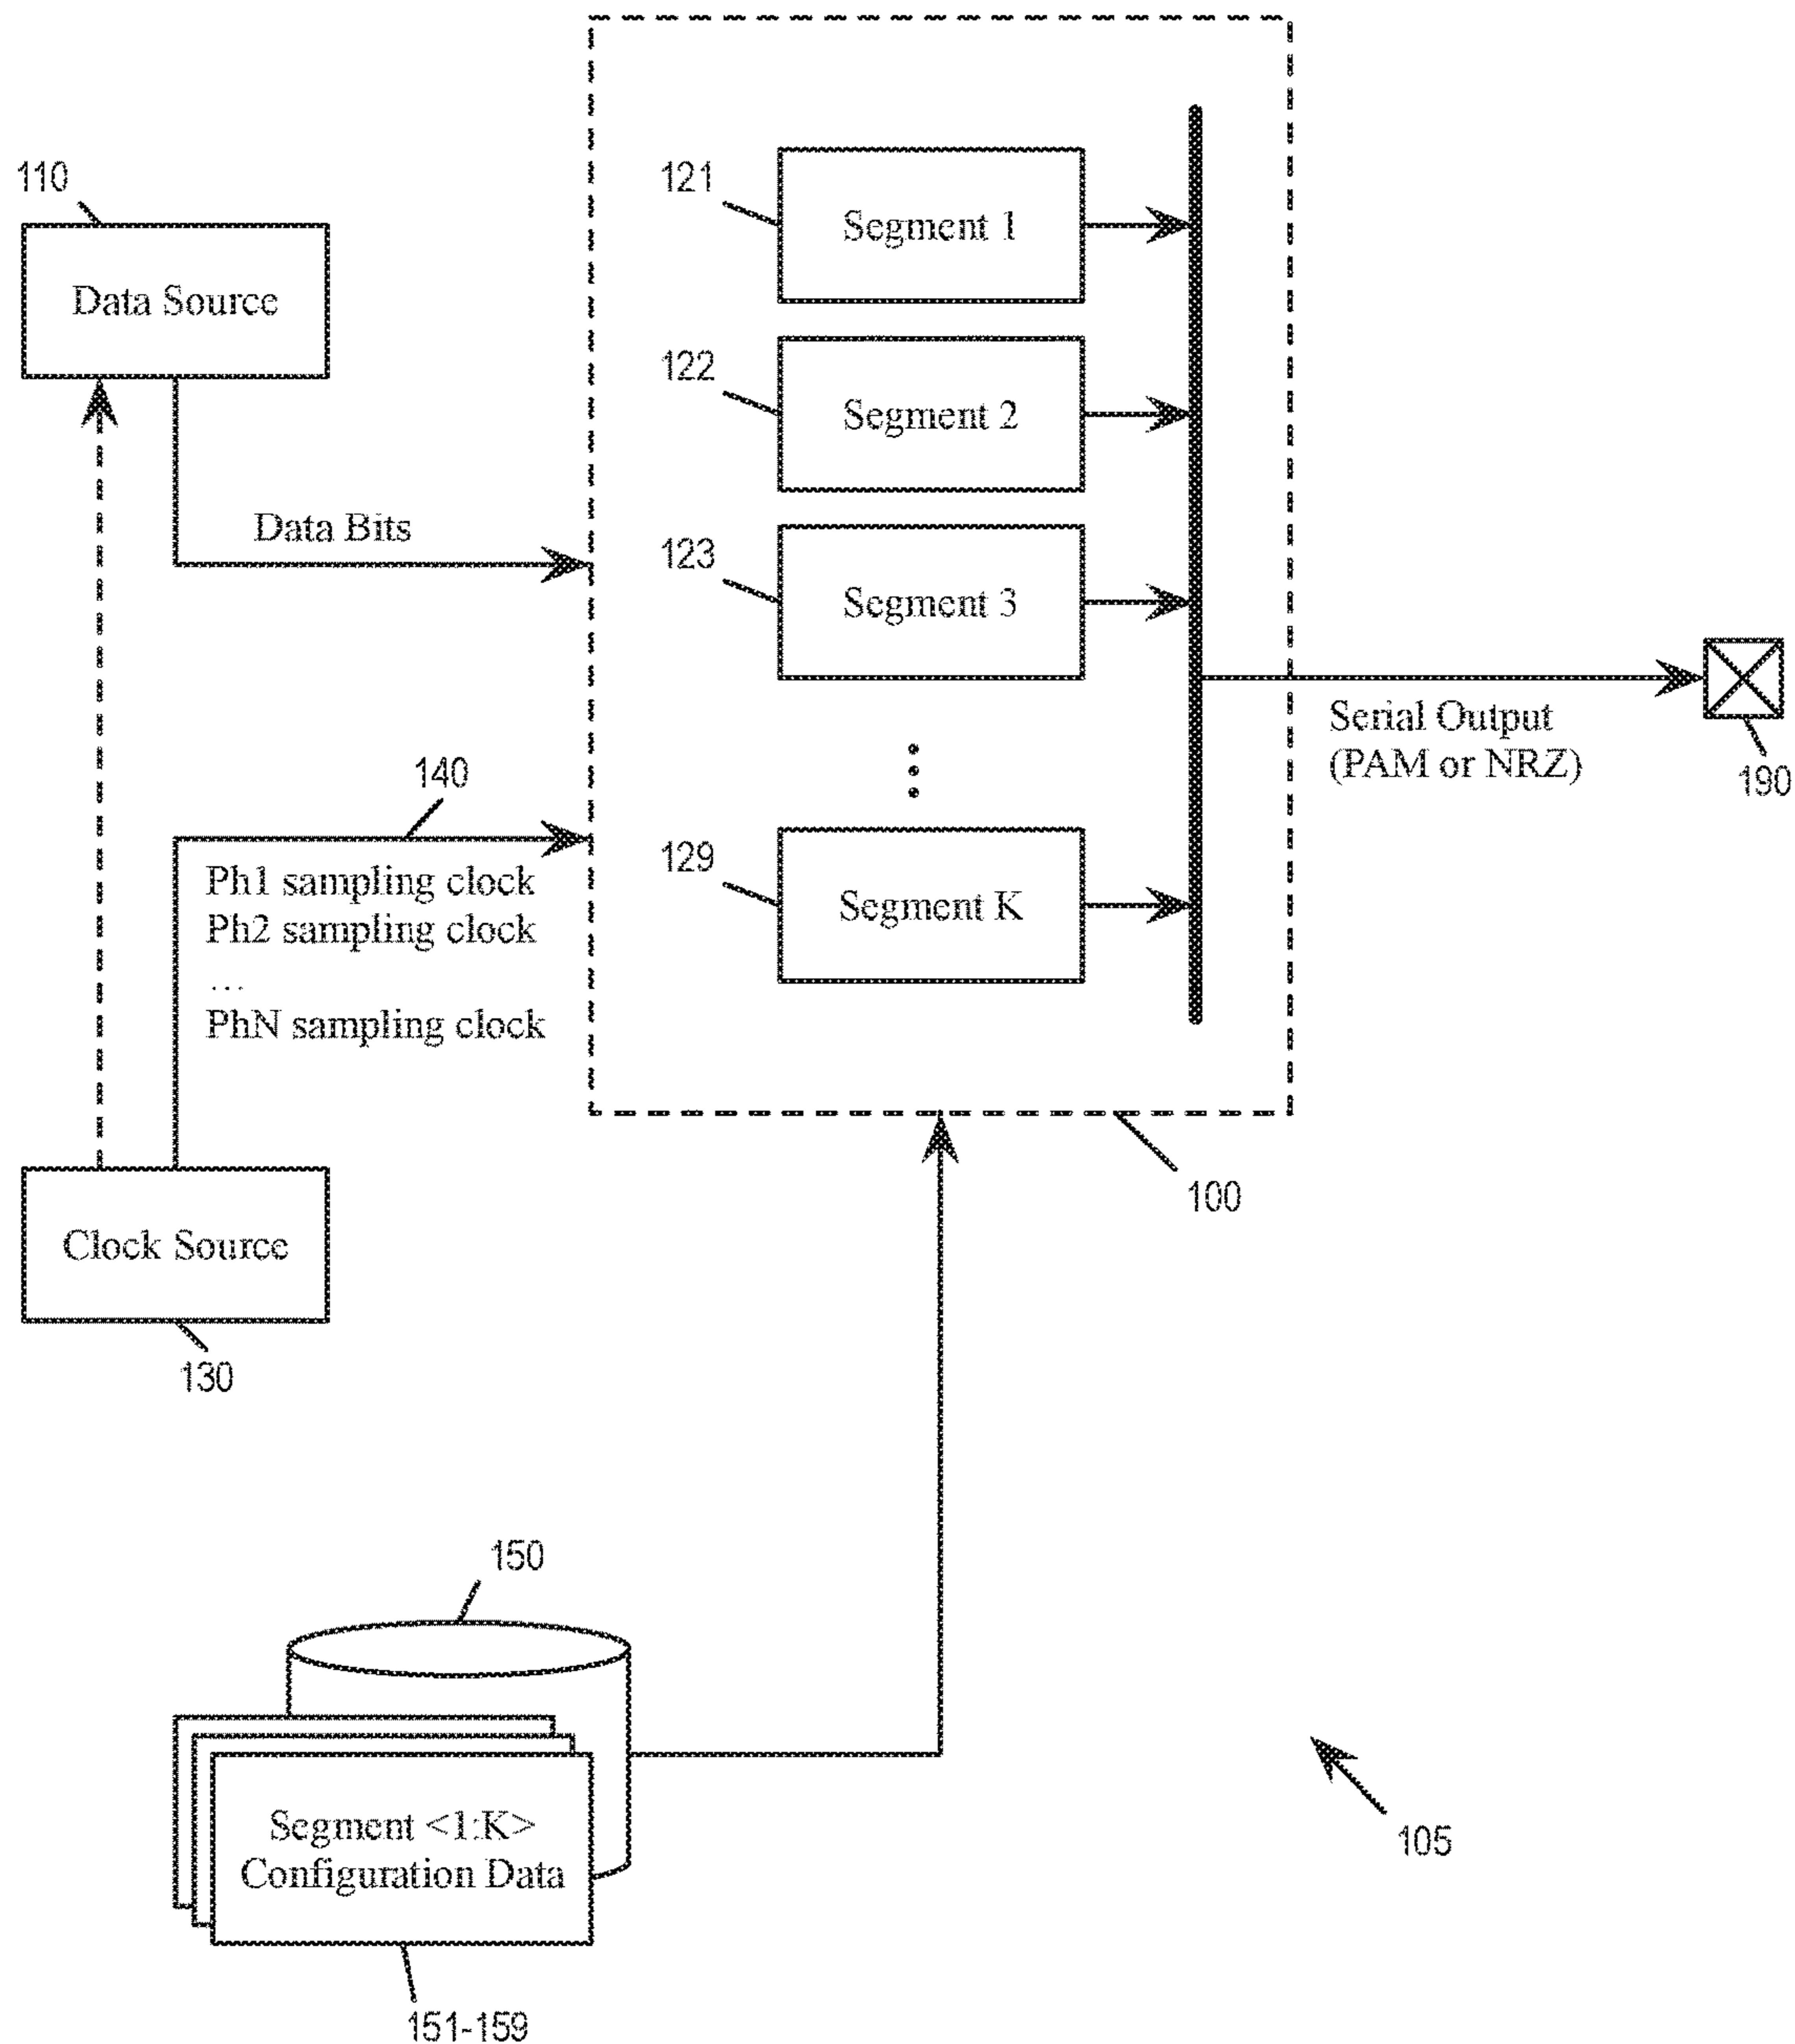 110
Data Source
121
Segment 1
122
Segment 2
Data Bits
123
Segment 3
Serial Output
(PAM or NRZ)
190
140
Ph1 sampling clock
Ph2 sampling clock
...
PhN sampling clock
129
Segment K
100
Clock Source
130
150
Segment <1:K>
Configuration Data
151-159
105